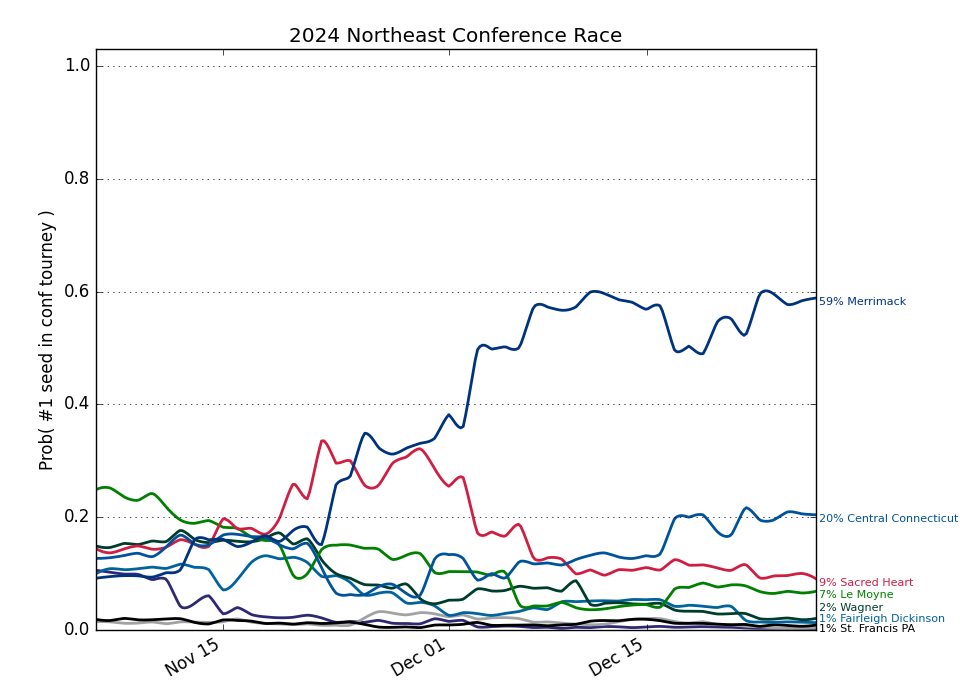 2024 Northeast Conference Race
Prob( #1 seed in conf tourney )
1.0
0.8
0.6
0.4
0.2
0.0
Nov 15
Dec 01
Dec 15
59% Merrimack
20% Central Connecticut
9% Sacred Heart
7% Le Moyne
2% Wagner
1% Fairleigh Dickinson
1% St. Francis PA